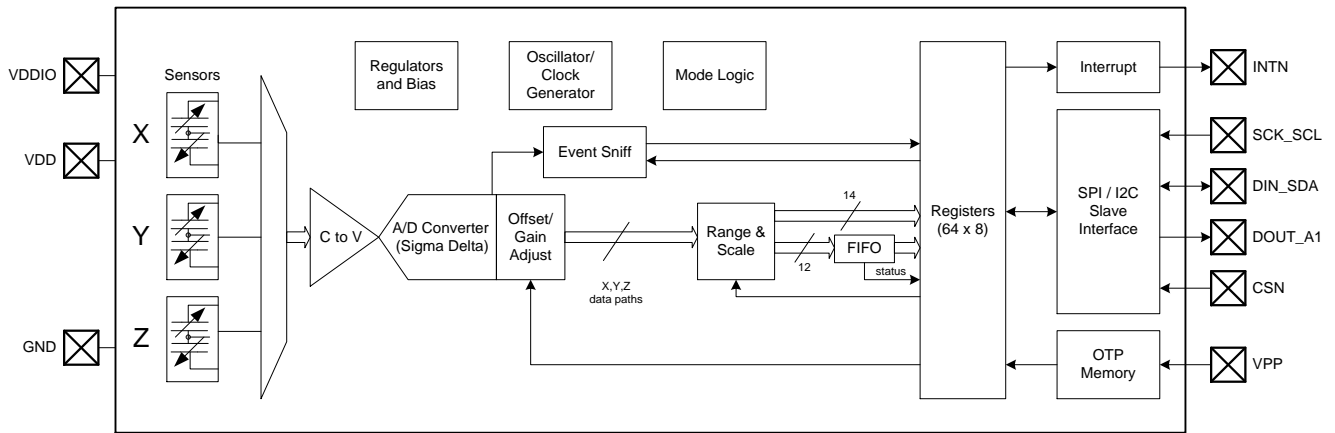 VDDIO
VDD
GND
Sensors
X
Y
Z
C to V
A/D Converter
(Sigma Delta)
Offset/
Gain
Adjust
Regulators
and Bias
Oscillator/
Clock
Generator
Mode Logic
Event Sniff
X,Y,Z
data paths
Range &
Scale
14
12
FIFO
status
Registers
(64 x 8)
Interrupt
SPI / I2C
Slave
Interface
OTP
Memory
INTN
SCK_SCL
DIN_SDA
DOUT_A1
CSN
VPP